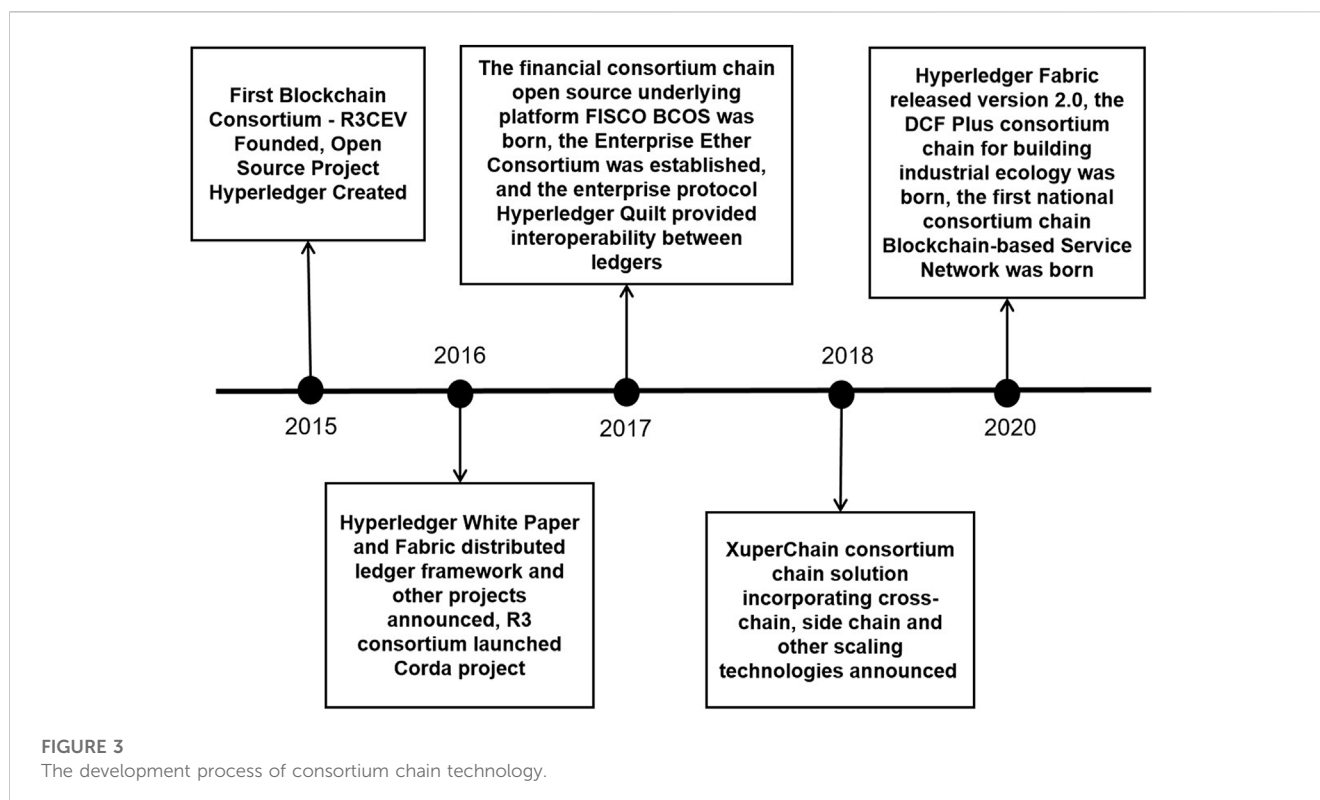 First Blockchain
Consortium - R3CEV
Founded, Open
Source Project
Hyperledger Created
The financial consortium chain
open source underlying
platform FISCO BCOS was
born, the Enterprise Ether
Consortium was established,
and the enterprise protocol
Hyperledger Quilt provided
interoperability between
ledgers
Hyperledger Fabric
released version 2.0, the
DCF Plus consortium
chain for building
industrial ecology was
born, the first national
consortium chain
Blockchain-based Service
Network was born
2016
2018
2015
2017
2020
Hyperledger White Paper
and Fabric distributed
ledger framework and
other projects
announced, R3
consortium launched
Corda project
XuperChain consortium
chain solution
incorporating cross-
chain, side chain and
other scaling
technologies announced
FIGURE 3
The development process of consortium chain technology.